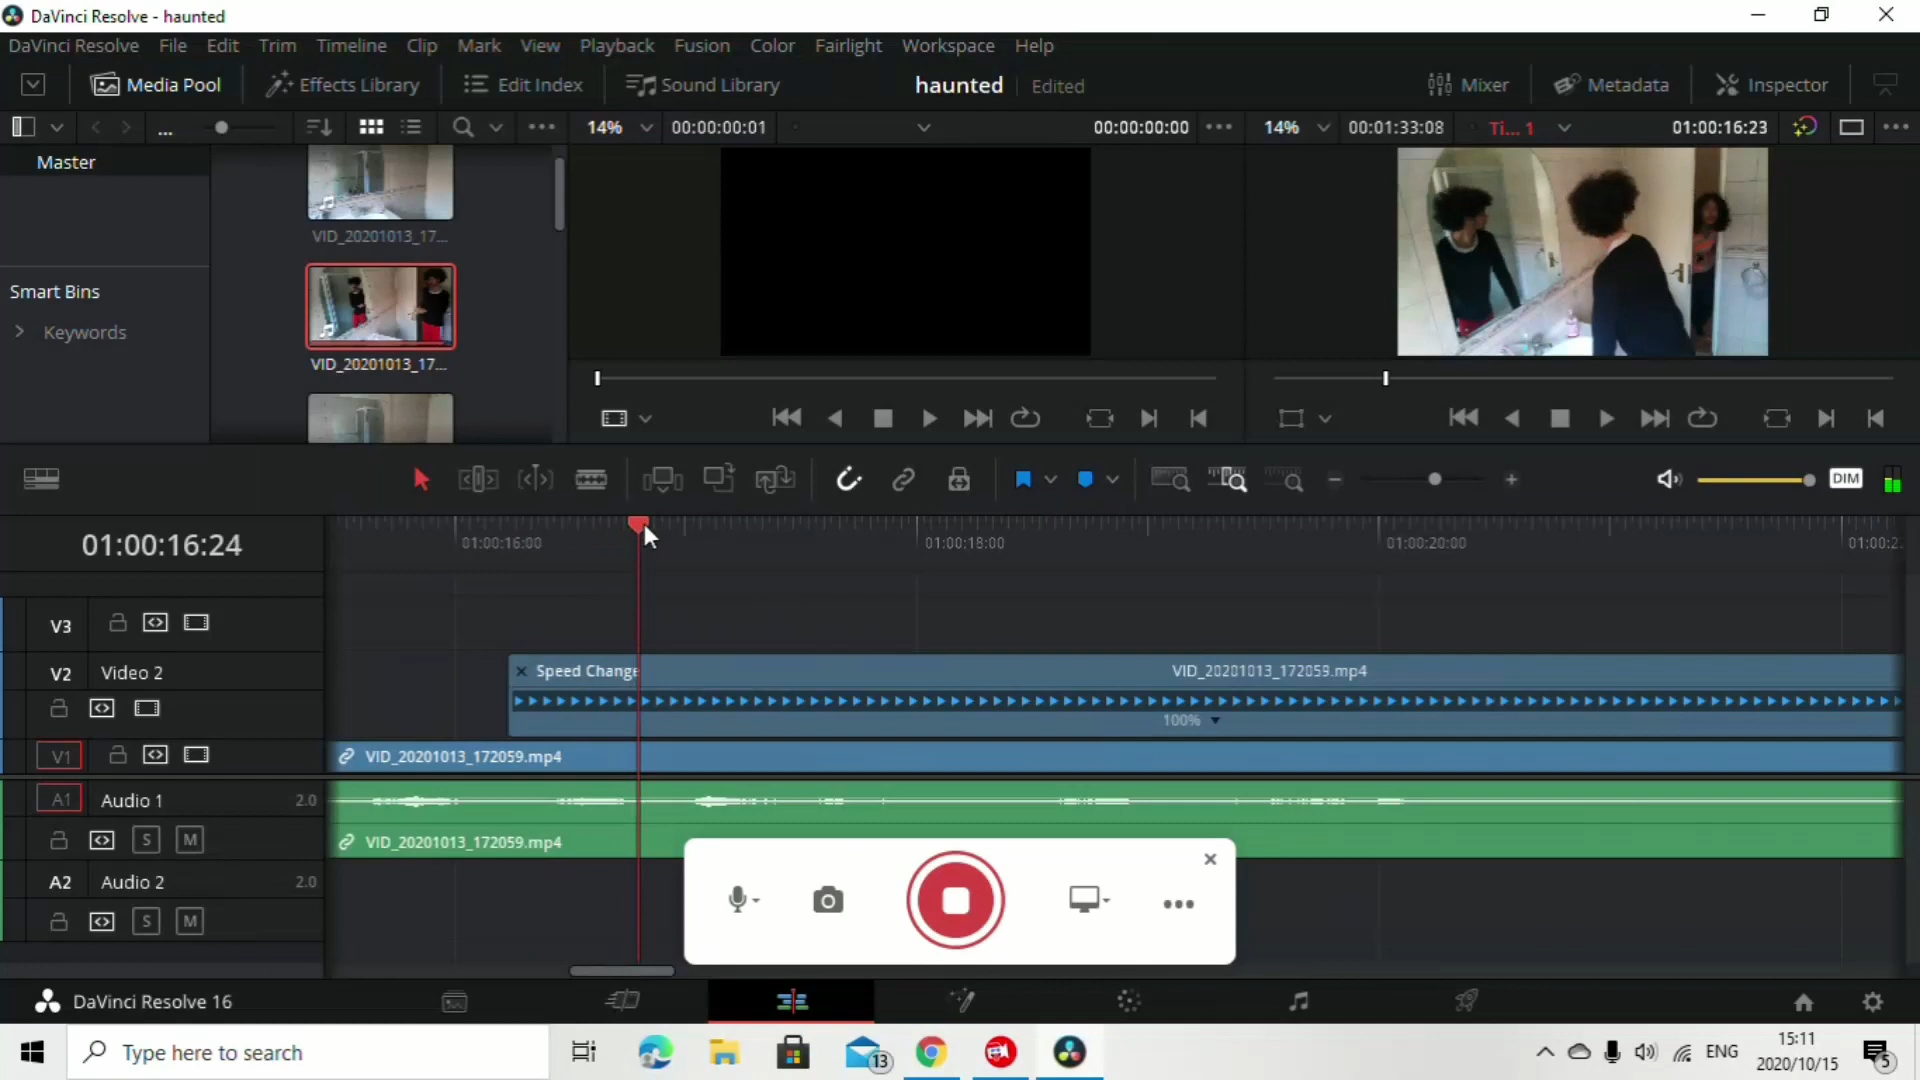 DaVinci Resolve - haunted
DaVinci Resolve File Edit Trim Timeline Clip Mark View Playback Fusion Color Fairlight Workspace Help
Media Pool Effects Library Edit Index Sound Library haunted Edited Mixer Metadata Inspector
... 14% 00:00:00:01 00:00:00:00 14% 00:01:33:08 Ti... 1 01:00:16:23
Master
VID_20201013_17...
Smart Bins
Keywords
VID_20201013_17...
DIM
01:00:16:24
01:00:16:00 01:00:18:00 01:00:20:00 01:00:2
V3
V2 Video 2
Speed Change VID_20201013_172059.mp4
100%
V1 VID_20201013_172059.mp4
A1 Audio 1 2.0
S M VID_20201013_172059.mp4
A2 Audio 2 2.0
S M
DaVinci Resolve 16
Type here to search
13
ENG
15:11
2020/10/15
5